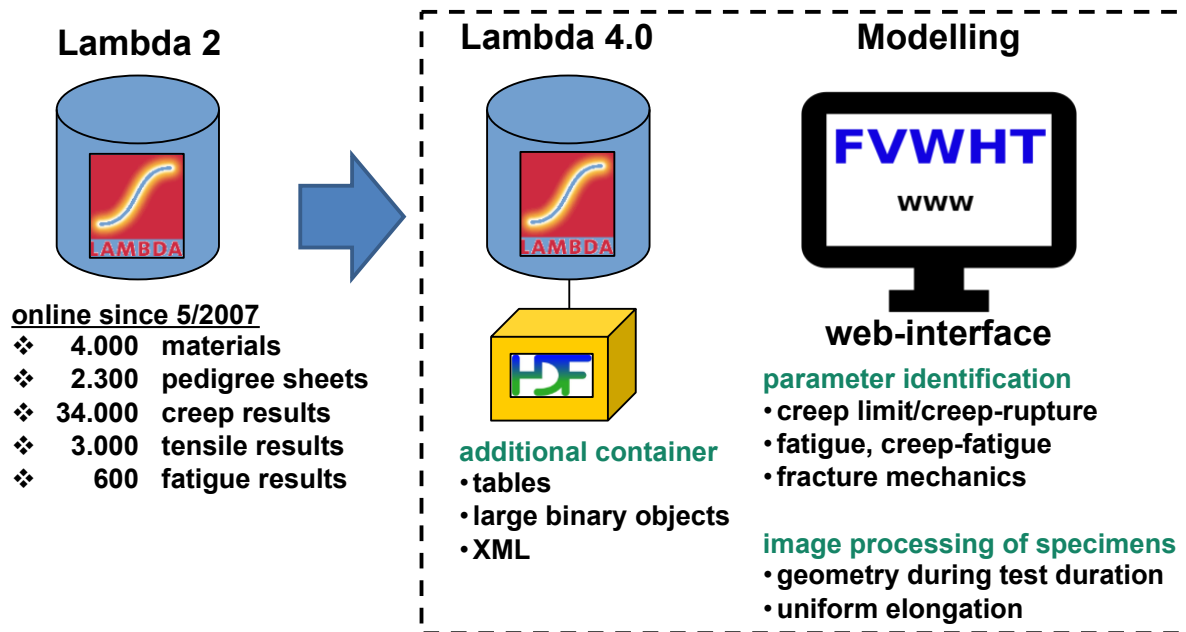 Lambda 2
LAMBDA
online since 5/2007
❖ 4.000 materials
❖ 2.300 pedigree sheets
❖ 34.000 creep results
❖ 3.000 tensile results
❖ 600 fatigue results
Lambda 4.0
LAMBDA
HDF
additional container
•tables
•large binary objects
•XML
Modelling
FVWHT
www
web-interface
parameter identification
•creep limit/creep-rupture
•fatigue, creep-fatigue
•fracture mechanics
image processing of specimens
•geometry during test duration
•uniform elongation